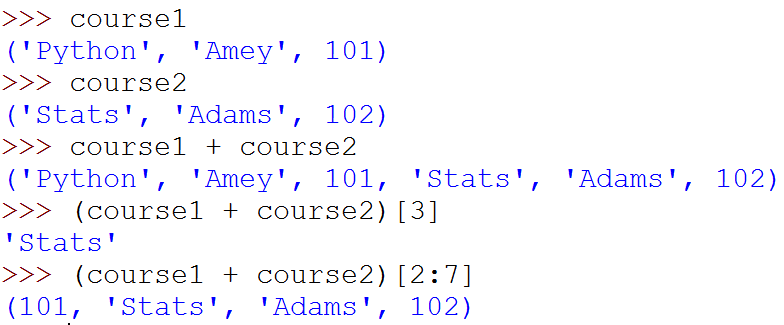 >>> course1
('Python', 'Amey', 101)
>>> course2
('Stats', 'Adams', 102)
>>> course1 + course2
('Python', 'Amey', 101, 'Stats', 'Adams', 102)
>>> (course1 + course2)[3]
'Stats'
>>> (course1 + course2)[2:7]
(101, 'Stats', 'Adams', 102)